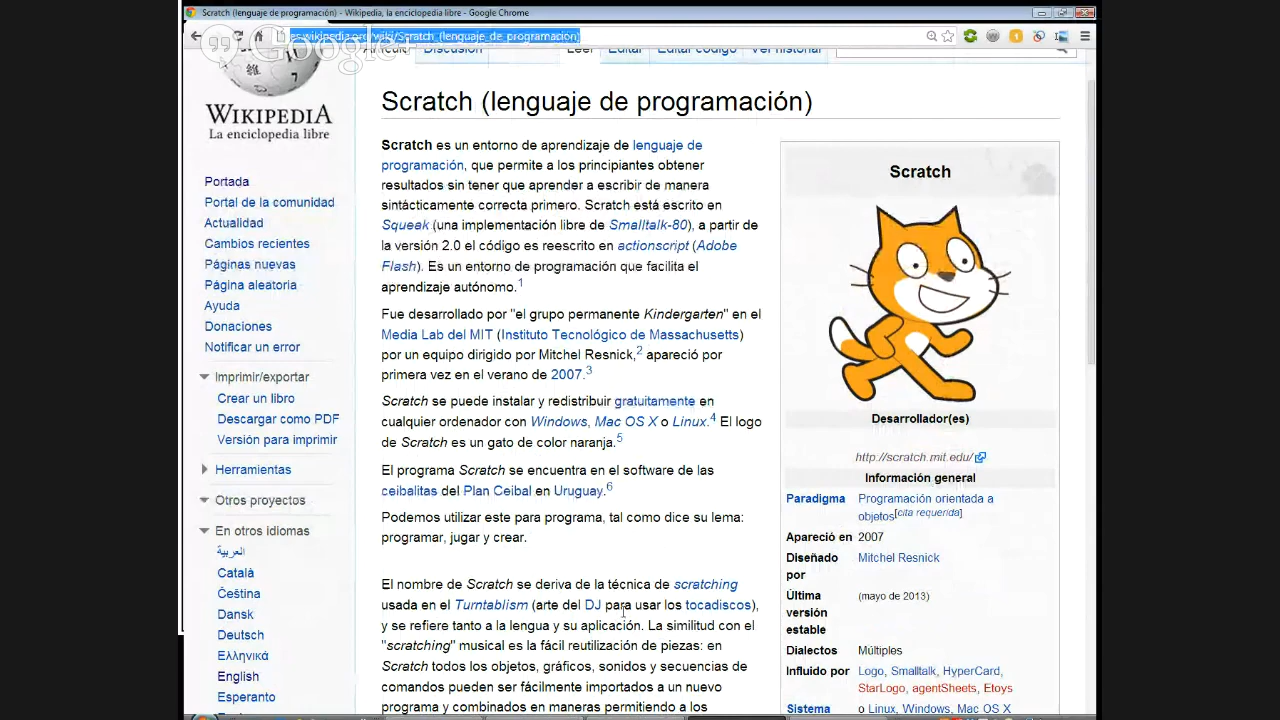 Scratch (lenguaje de programación) - Wikipedia, la enciclopedia libre - Google Chrome
es.wikipedia.org/wiki/Scratch_(lenguaje_de_programación)
Google+
Discusión
Leer
Editar
Editar código
Ver historial
WIKIPEDIA
La enciclopedia libre
Portada
Portal de la comunidad
Actualidad
Cambios recientes
Páginas nuevas
Página aleatoria
Ayuda
Donaciones
Notificar un error
Imprimir/exportar
Crear un libro
Descargar como PDF
Versión para imprimir
Herramientas
Otros proyectos
En otros idiomas
العربية
Català
Čeština
Dansk
Deutsch
Ελληνικά
English
Esperanto
Scratch (lenguaje de programación)
Scratch es un entorno de aprendizaje de lenguaje de
programación, que permite a los principiantes obtener
resultados sin tener que aprender a escribir de manera
sintácticamente correcta primero. Scratch está escrito en
Squeak (una implementación libre de Smalltalk-80), a partir de
la versión 2.0 el código es reescrito en actionscript (Adobe
Flash). Es un entorno de programación que facilita el
aprendizaje autónomo.1
Fue desarrollado por "el grupo permanente Kindergarten" en el
Media Lab del MIT (Instituto Tecnológico de Massachusetts)
por un equipo dirigido por Mitchel Resnick,2 apareció por
primera vez en el verano de 2007.3
Scratch se puede instalar y redistribuir gratuitamente en
cualquier ordenador con Windows, Mac OS X o Linux.4 El logo
de Scratch es un gato de color naranja.5
El programa Scratch se encuentra en el software de las
ceibalitas del Plan Ceibal en Uruguay.6
Podemos utilizar este para programa, tal como dice su lema:
programar, jugar y crear.
El nombre de Scratch se deriva de la técnica de scratching
usada en el Turntablism (arte del DJ para usar los tocadiscos),
y se refiere tanto a la lengua y su aplicación. La similitud con el
"scratching" musical es la fácil reutilización de piezas: en
Scratch todos los objetos, gráficos, sonidos y secuencias de
comandos pueden ser fácilmente importados a un nuevo
programa y combinados en maneras permitiendo a los
Scratch
Desarrollador(es)
http://scratch.mit.edu/
Información general
Paradigma Programación orientada a
objetos[cita requerida]
Apareció en 2007
Diseñado Mitchel Resnick
por
Última (mayo de 2013)
versión
estable
Dialectos Múltiples
Influido por Logo, Smalltalk, HyperCard,
StarLogo, agentSheets, Etoys
Sistema o Linux, Windows, Mac OS X